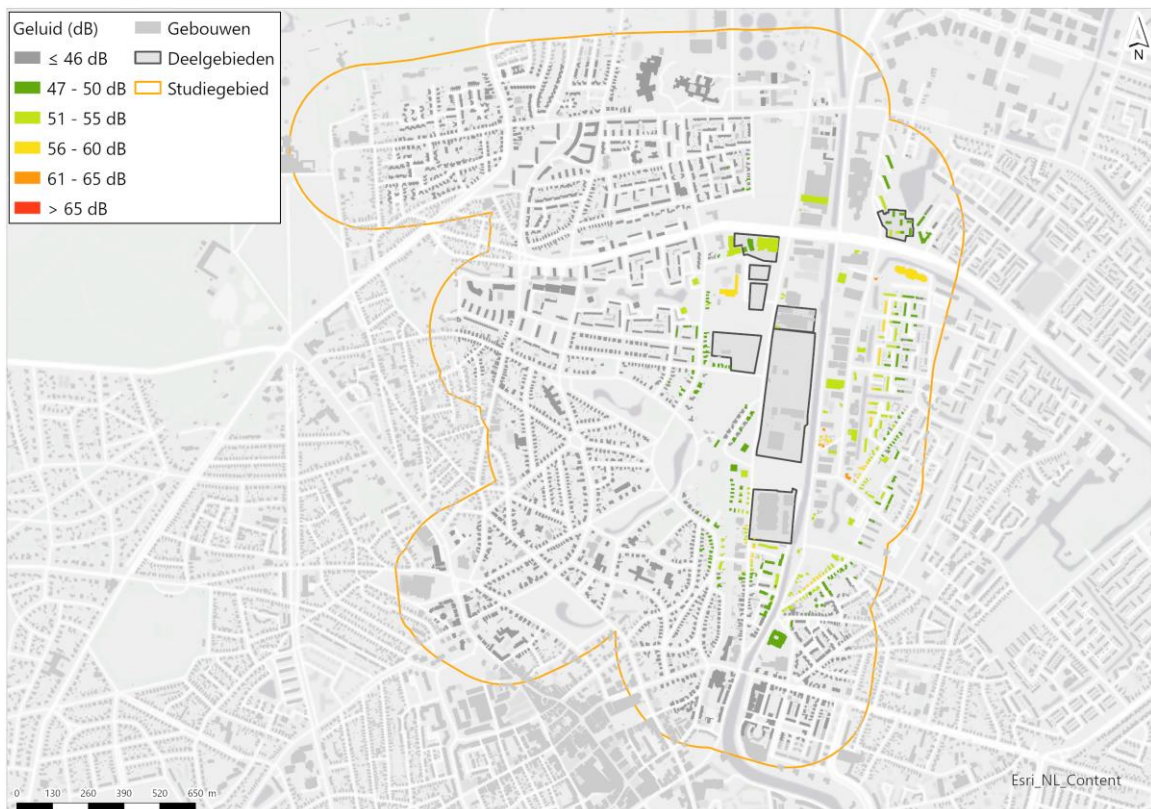 Geluid (dB)
≤ 46 dB
47 - 50 dB
51 - 55 dB
56 - 60 dB
61 - 65 dB
> 65 dB
Gebouwen
Deelgebieden
Studiegebied
N
0 130 260 390 520 650 m
Esri_NL_Content